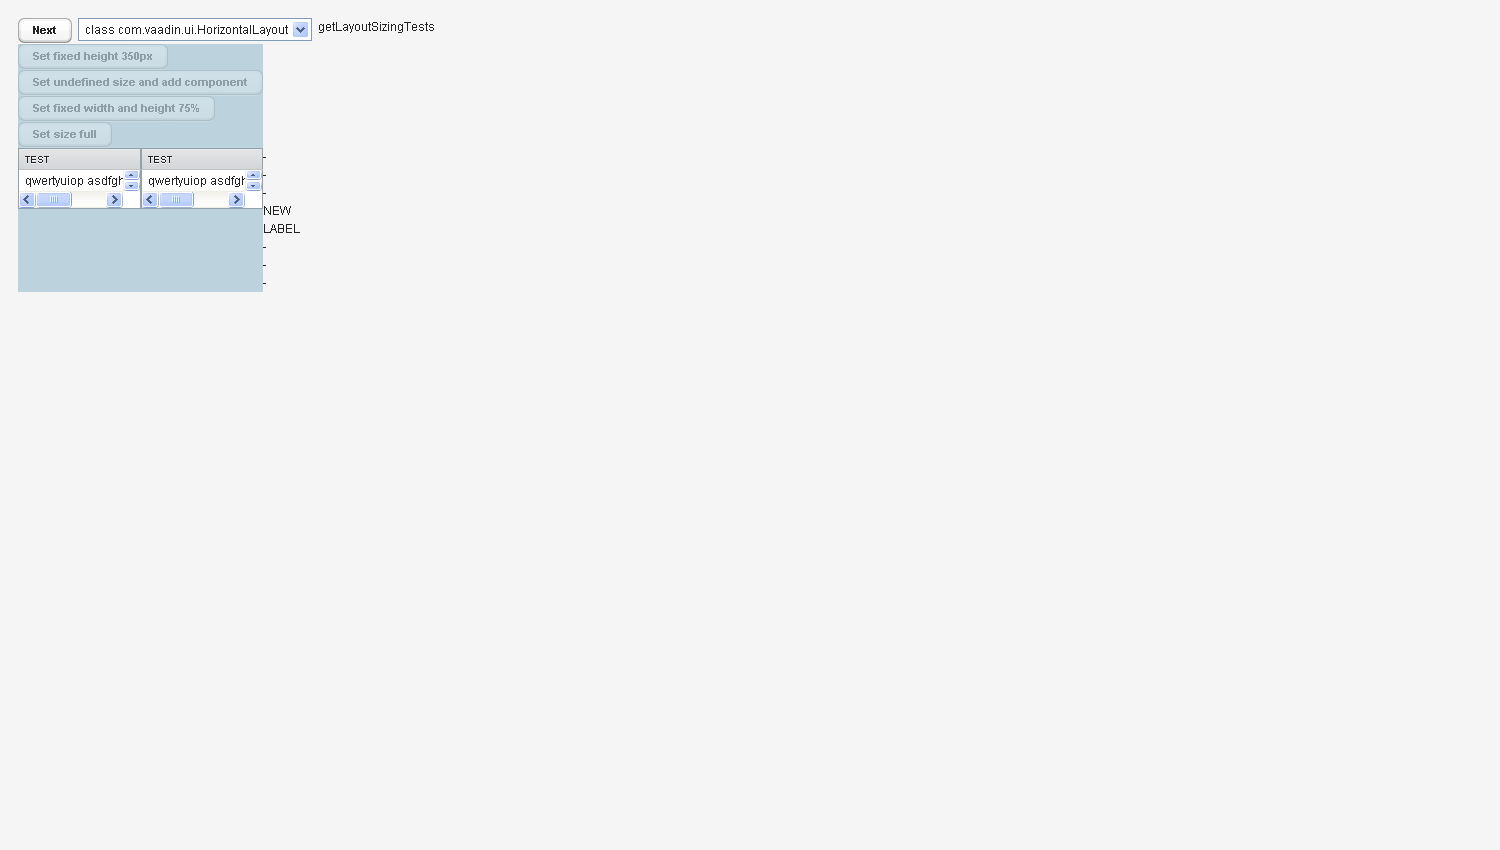 Next
class com.vaadin.ui.HorizontalLayout
getLayoutSizingTests
Set fixed height 350px
Set undefined size and add component
Set fixed width and height 75%
Set size full
TEST
TEST
qwertyuiop asdfgh
qwertyuiop asdfgh
-
-
-
NEW
LABEL
-
-
-